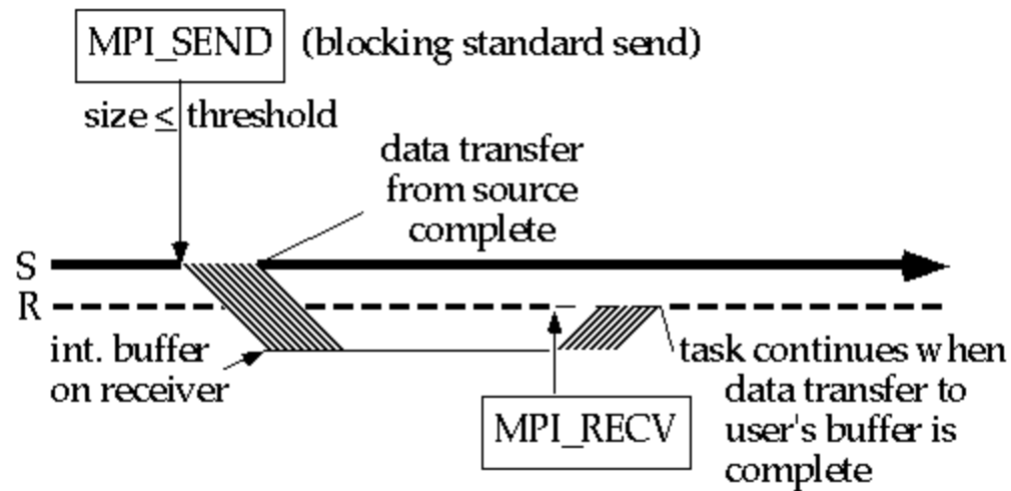 MPI_SEND (blocking standard send)
size ≤ threshold
data transfer
from source
complete
S
R
int. buffer
on receiver
MPI_RECV
task continues when
data transfer to
user's buffer is
complete